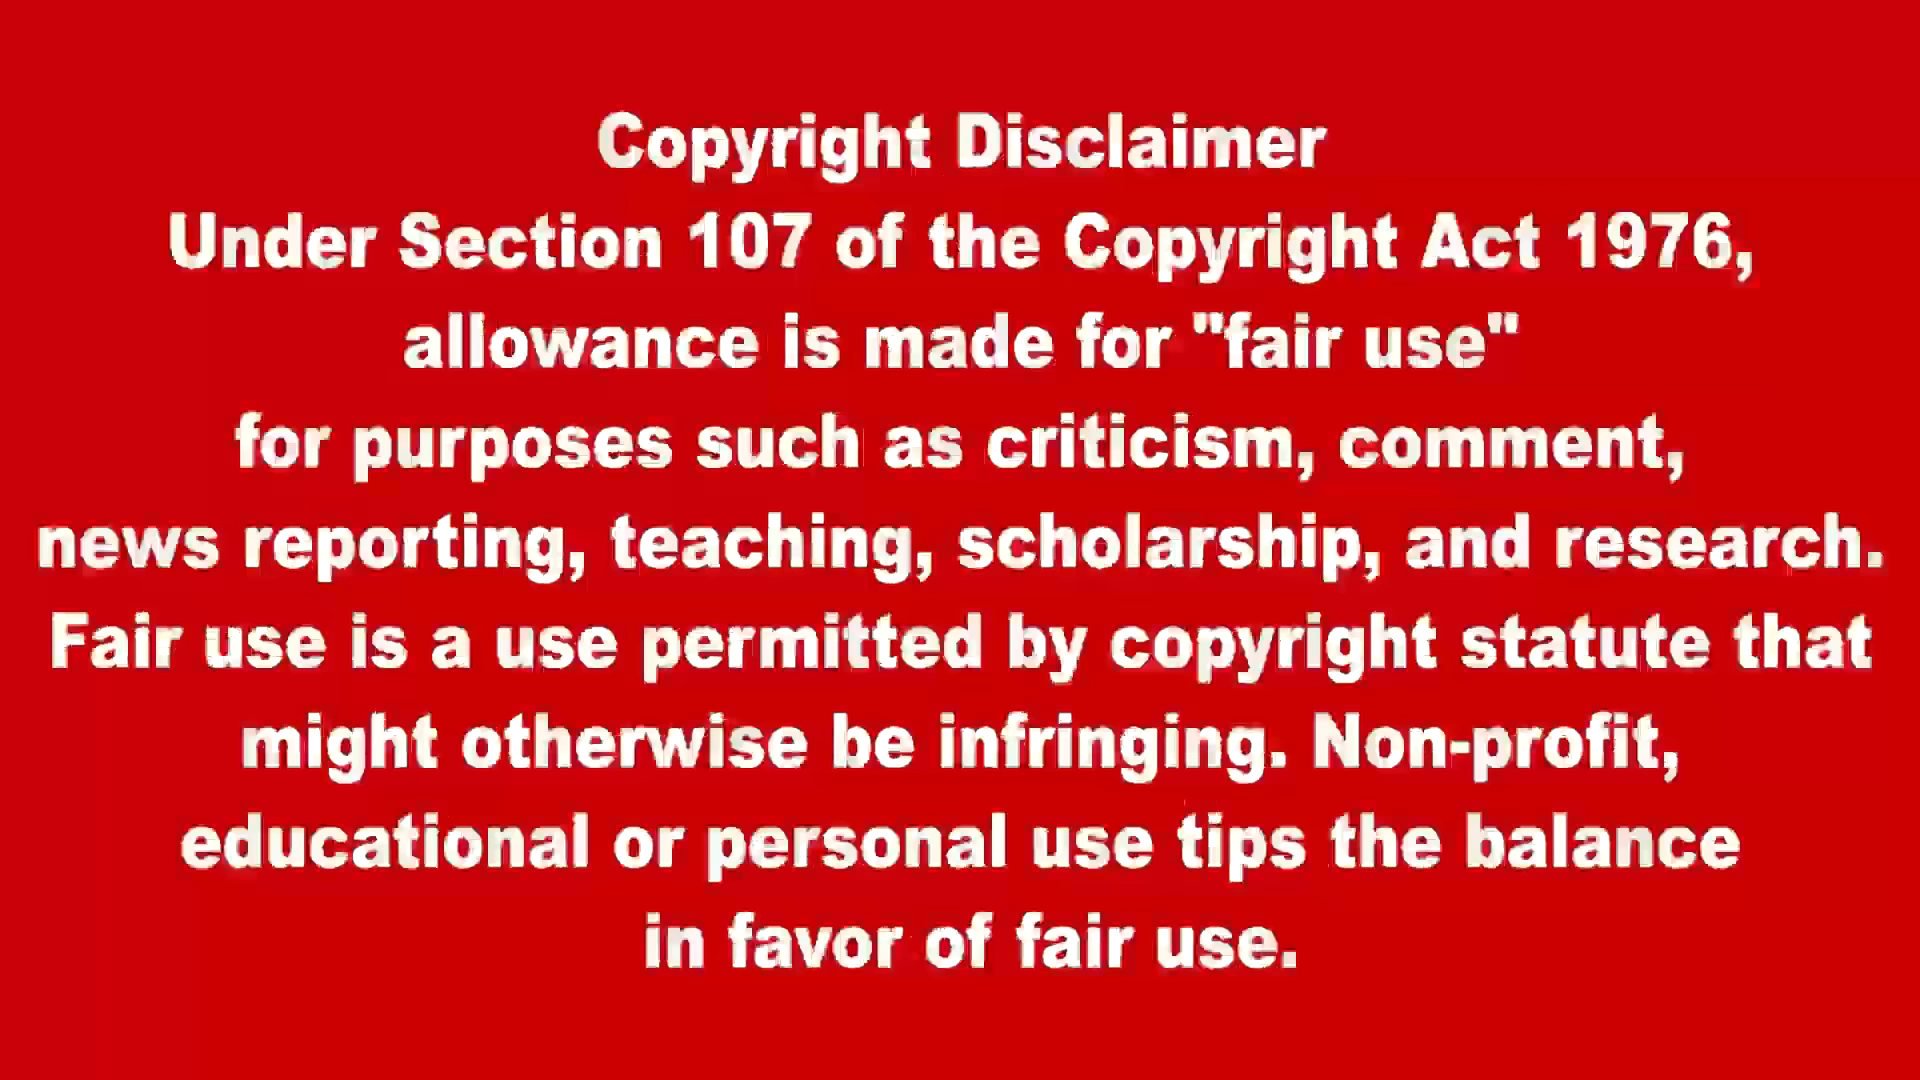 Copyright Disclaimer
Under Section 107 of the Copyright Act 1976,
allowance is made for "fair use"
for purposes such as criticism, comment,
news reporting, teaching, scholarship, and research.
Fair use is a use permitted by copyright statute that
might otherwise be infringing. Non-profit,
educational or personal use tips the balance
in favor of fair use.